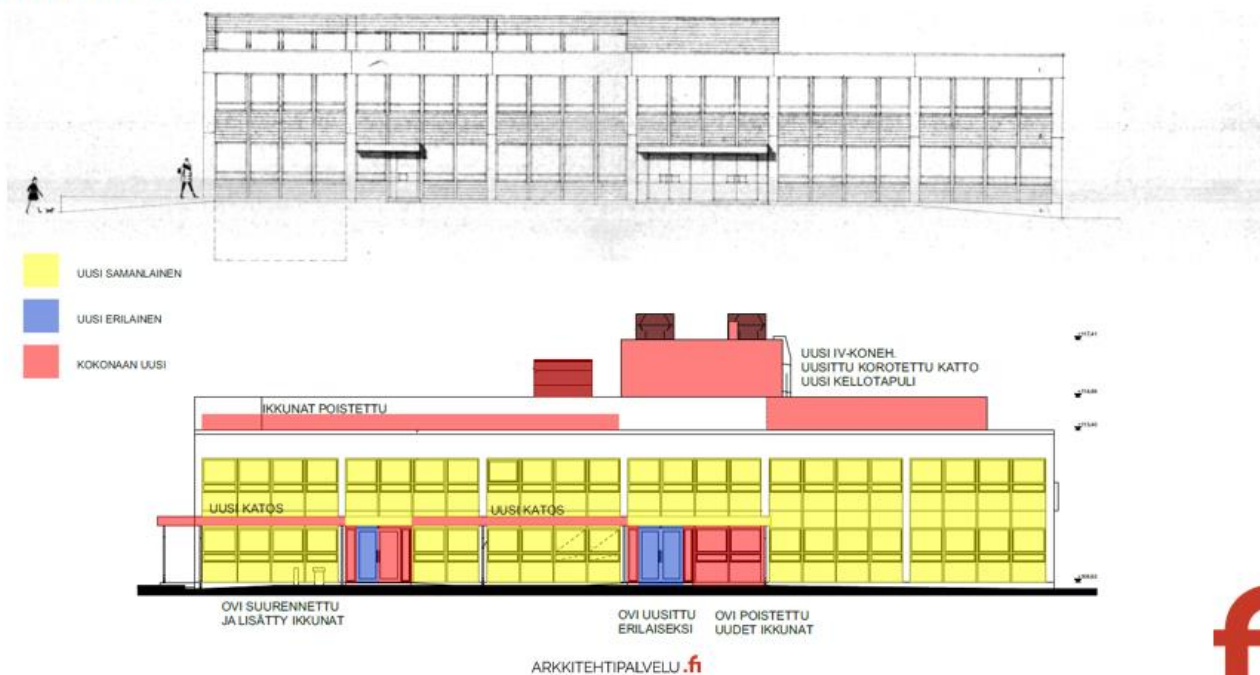 UUSI SAMANLAINEN
UUSI ERILAINEN
KOKONAAN UUSI
UUSI IV-KONEH.
UUSITTU KOROTETTU KATTO
UUSI KELLOTAPULI
IKKUNAT POISTETTU
UUSI KATOS
UUSI KATOS
OVI SUURENNETTU
JA LISÄTTY IKKUNAT
OVI UUSITTU
ERILAISEKSI
OVI POISTETTU
UUDET IKKUNAT
ARKKITEHTIPALVELU.fi